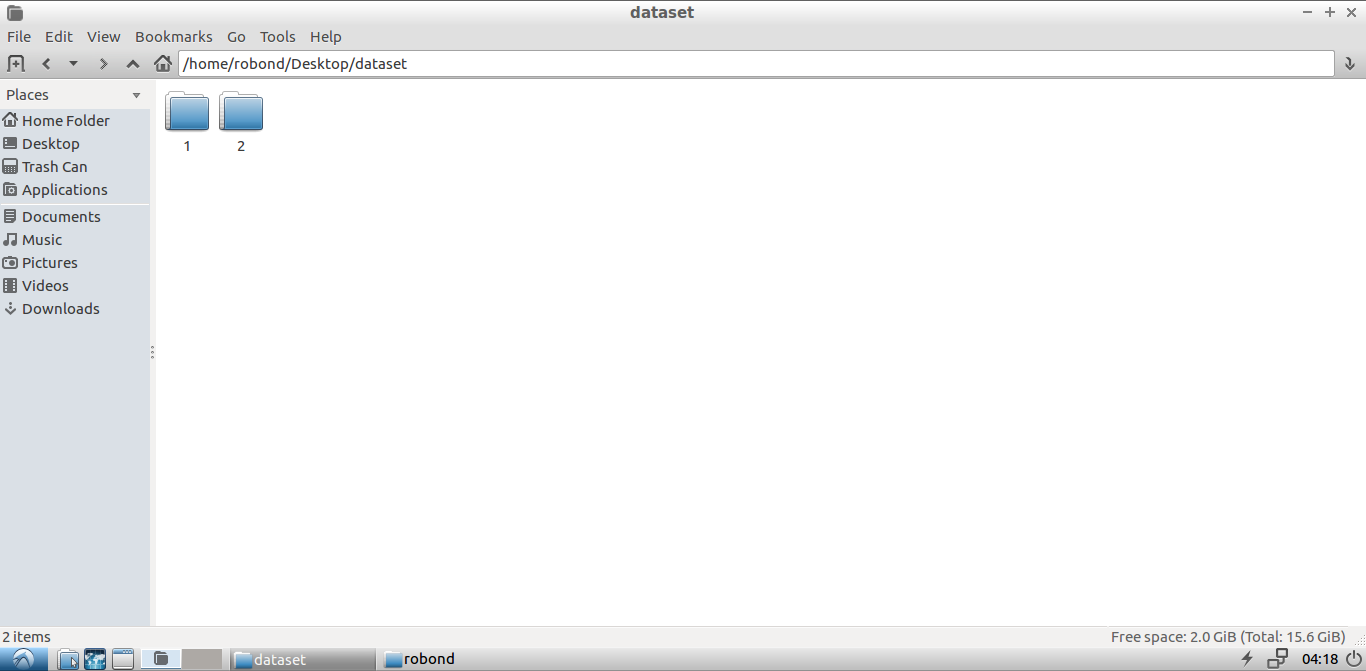 dataset
File Edit View Bookmarks Go Tools Help
/home/robond/Desktop/dataset
Places
Home Folder
Desktop
Trash Can
Applications
Documents
Music
Pictures
Videos
Downloads
1 2
2 items Free space: 2.0 GiB (Total: 15.6 GiB)
dataset robond 04:18